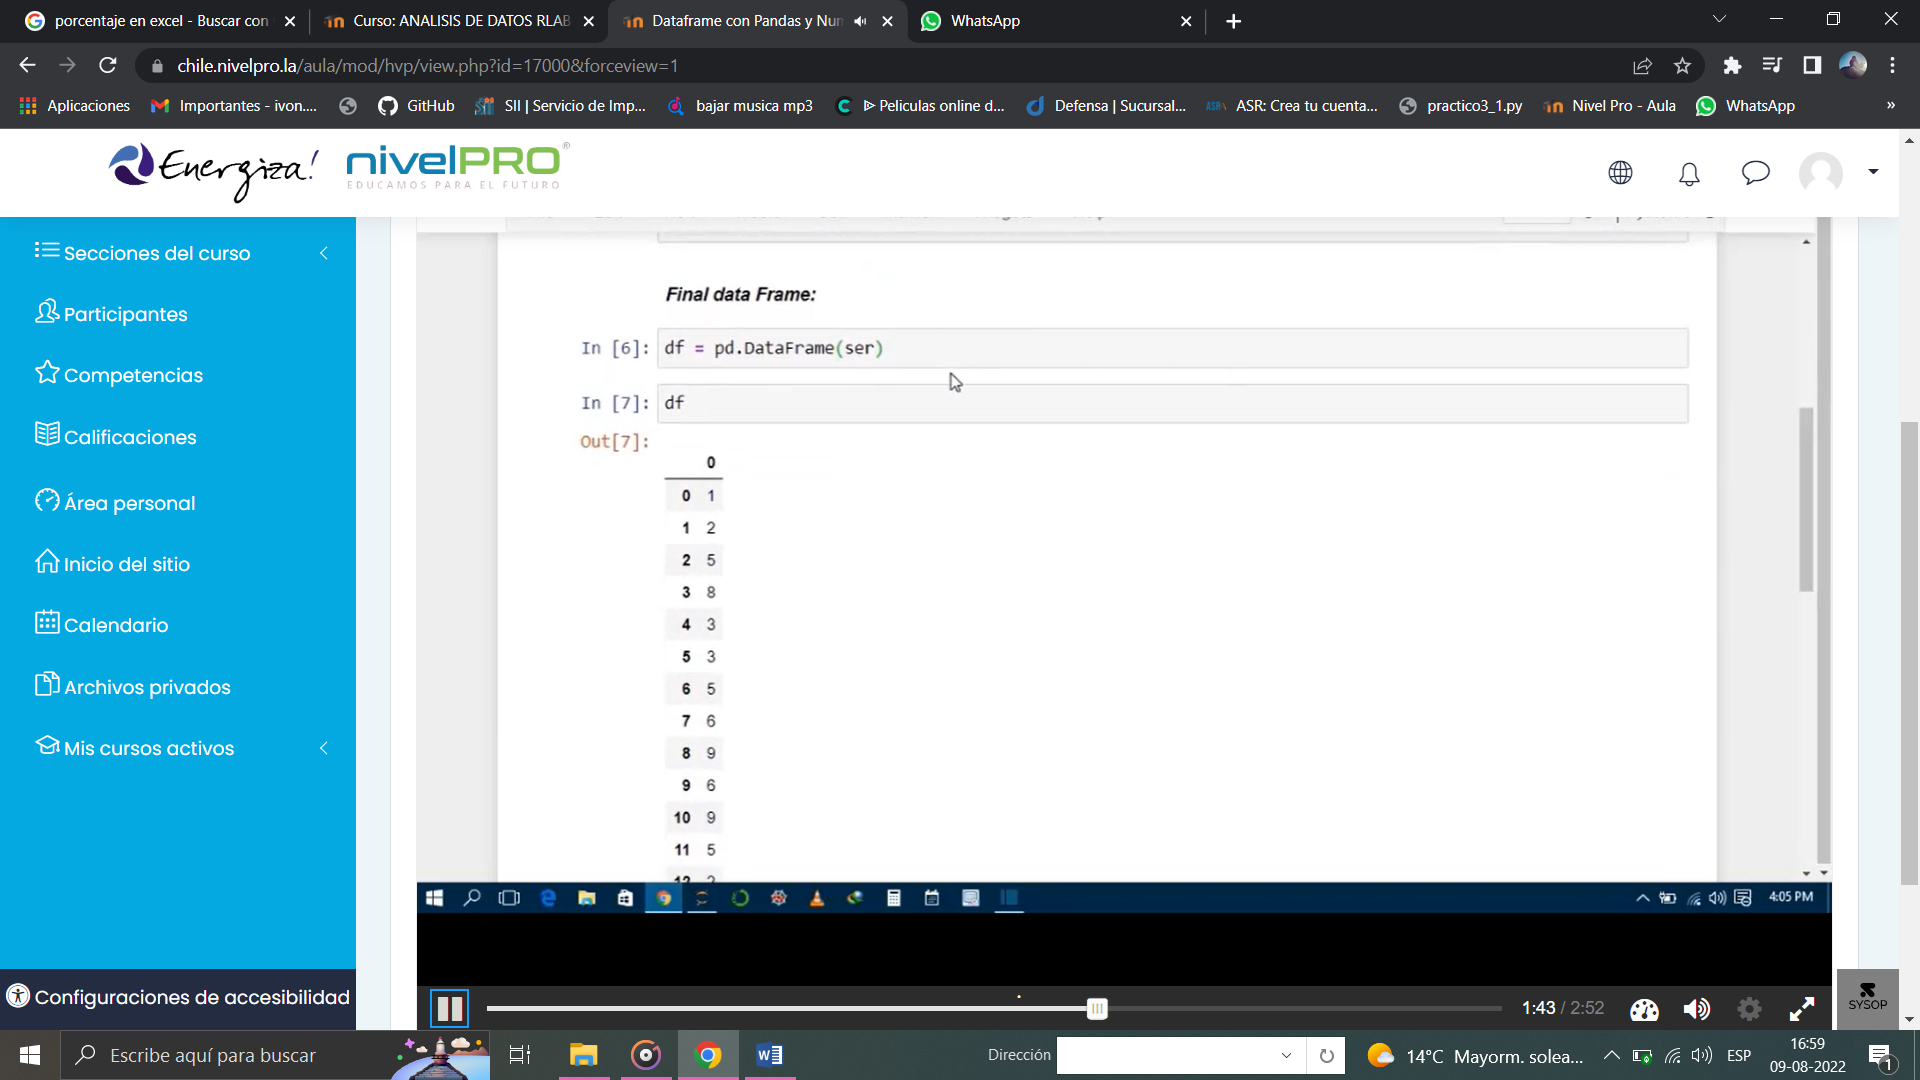 porcentaje en excel - Buscar con
Curso: ANALISIS DE DATOS RLAB
Dataframe con Pandas y Num
WhatsApp
chile.nivelpro.la/aula/mod/hvp/view.php?id=17000&forceview=1
Aplicaciones
Importantes - ivon....
GitHub
SII | Servicio de Imp...
bajar musica mp3
ᐅ Peliculas online d...
Defensa | Sucursal...
ASR: Crea tu cuenta...
practico3_1.py
Nivel Pro - Aula
WhatsApp
»
Energiza!
nivelPRO®
EDUCAMOS PARA EL FUTURO
Secciones del curso
Participantes
Competencias
Calificaciones
Área personal
Inicio del sitio
Calendario
Archivos privados
Mis cursos activos
Configuraciones de accesibilidad
Final data Frame:
In [6]: df = pd.DataFrame(ser)
In [7]: df
Out[7]:
0
0 1
1 2
2 5
3 8
4 3
5 3
6 5
7 6
8 9
9 6
10 9
11 5
12 2
4:05 PM
1:43 / 2:52
SYSOP
Escribe aquí para buscar
Dirección
14°C Mayorm. solea...
ESP
16:59
09-08-2022
1